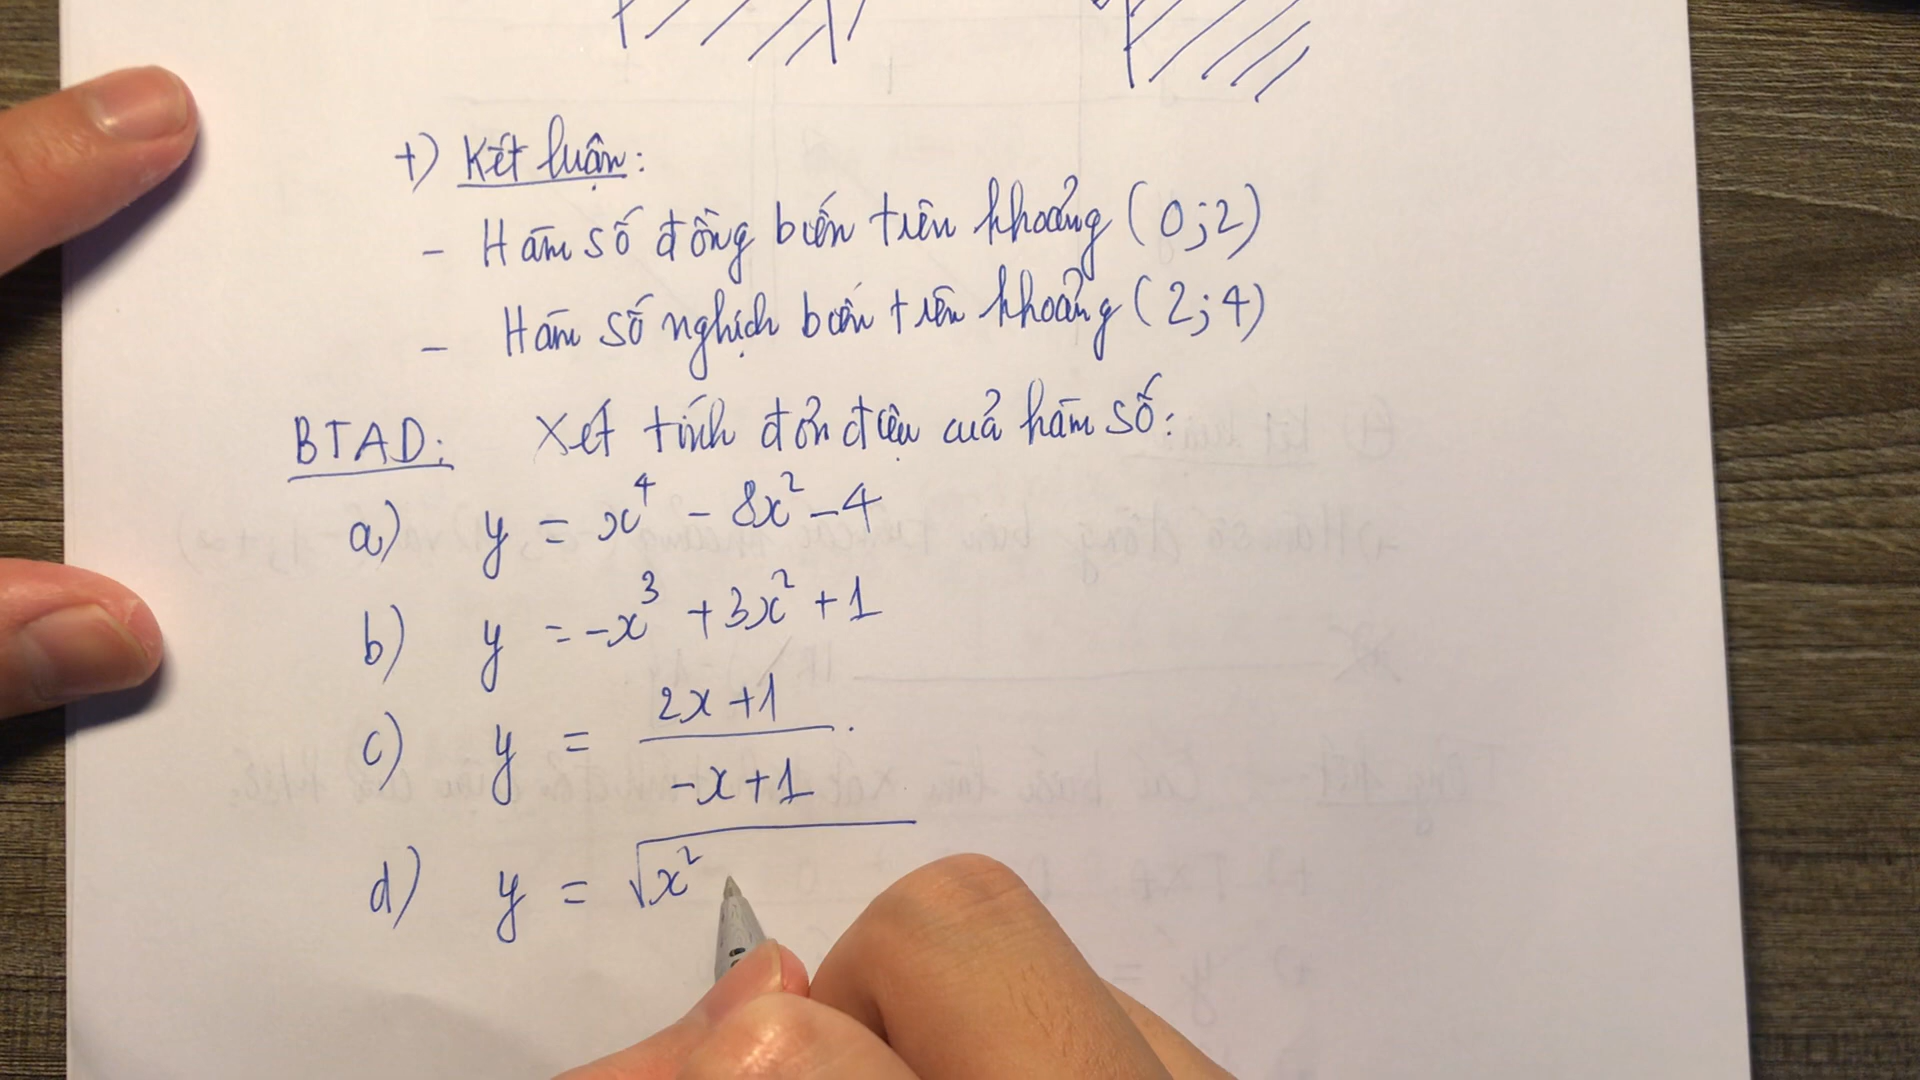 +) Kết luận:
- Hàm số đồng biến trên khoảng (0;2)
- Hàm số nghịch biến trên khoảng (2;4)
BTAD: Xét tính đơn điệu của hàm số:
a) y = x⁴ - 8x² - 4
b) y = -x³ + 3x² + 1
c) y = (2x+1)/(-x+1).
d) y = √x²